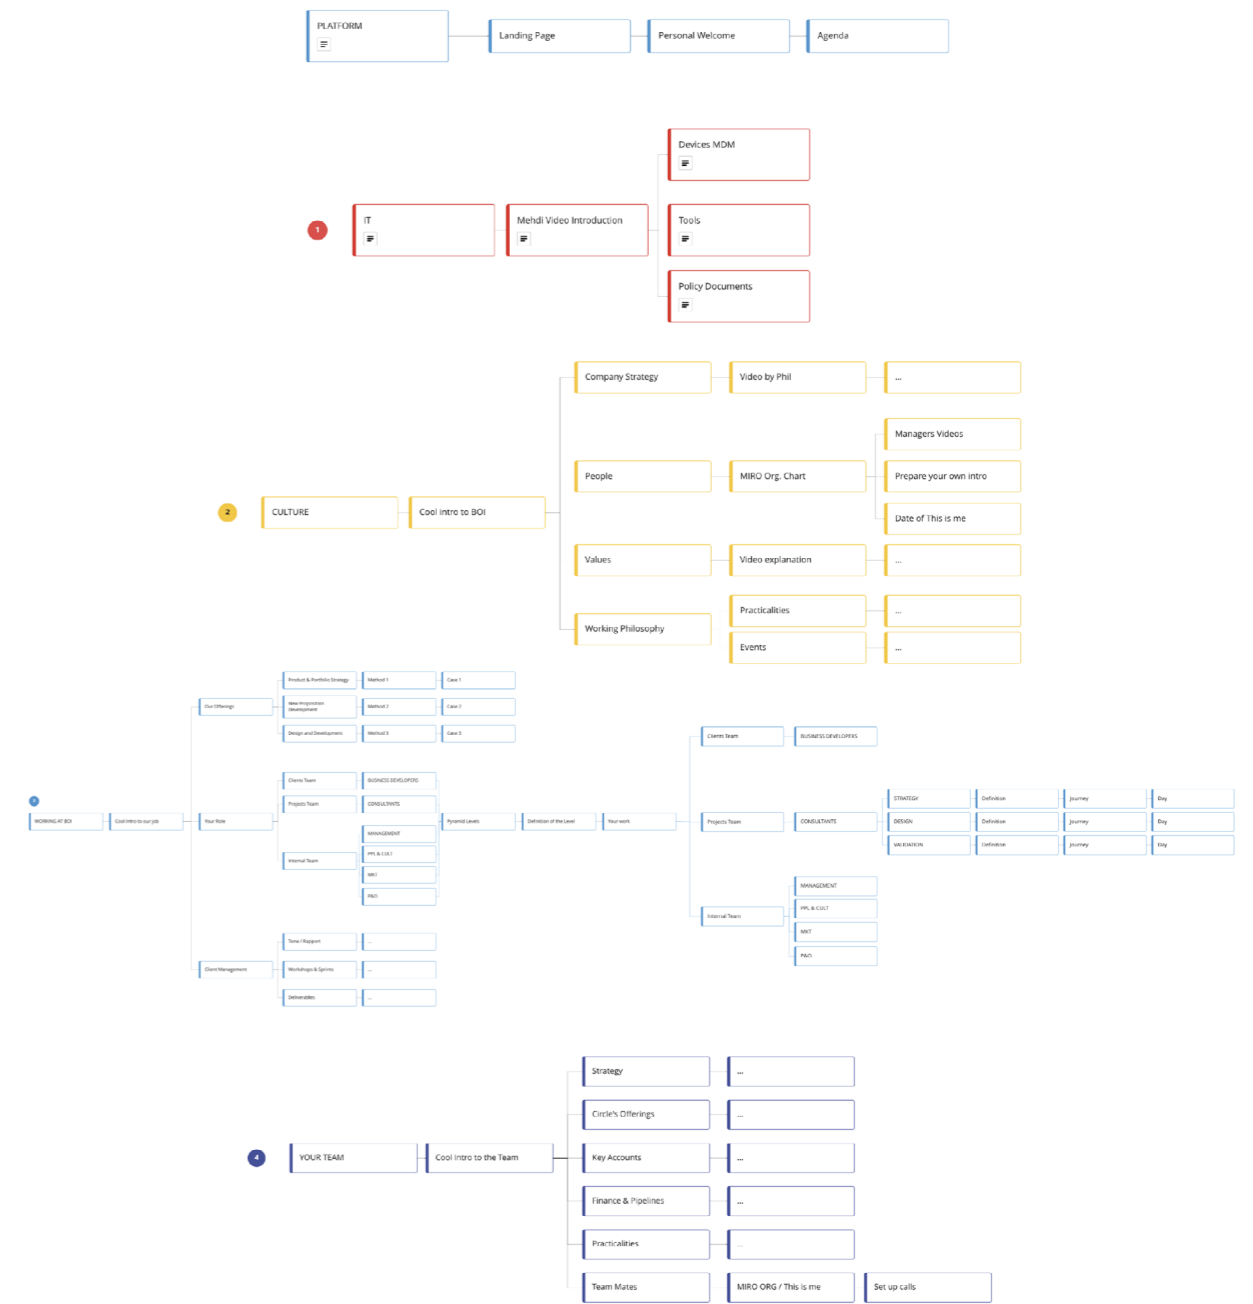 PLATFORM
Landing Page
Personal Welcome
Agenda
1
IT
Mehdi Video Introduction
Devices MDM
Tools
Policy Documents
2
CULTURE
Cool intro to BOI
Company Strategy
Video by Phil
...
People
MIRO Org. Chart
Managers Videos
Prepare your own intro
Date of This is me
Values
Video explanation
...
Working Philosophy
Practicalities
...
Events
...
WORKING AT BOI
Cool intro to our job
Our Offerings
Product & Portfolio Strategy
Method 1
Case 1
New Proposition
Development
Method 2
Case 2
Design and Development
Method 3
Case 3
Your Role
Clients Team
BUSINESS DEVELOPERS
Projects Team
CONSULTANTS
Internal Team
MANAGEMENT
PPL & CULT
MKT
Pyramid Levels
Definition of the Level
Your work
Clients Team
BUSINESS DEVELOPERS
Projects Team
CONSULTANTS
STRATEGY
Definition
Journey
Day
DESIGN
Definition
Journey
Day
VALIDATION
Definition
Journey
Day
Internal Team
MANAGEMENT
PPL & CULT
MKT
Client Management
Tone / Rapport
...
Workshops & Sprints
...
Deliverables
...
4
YOUR TEAM
Cool Intro to the Team
Strategy
...
Circle's Offerings
...
Key Accounts
...
Finance & Pipelines
...
Practicalities
...
Team Mates
MIRO ORG / This is me
Set up calls